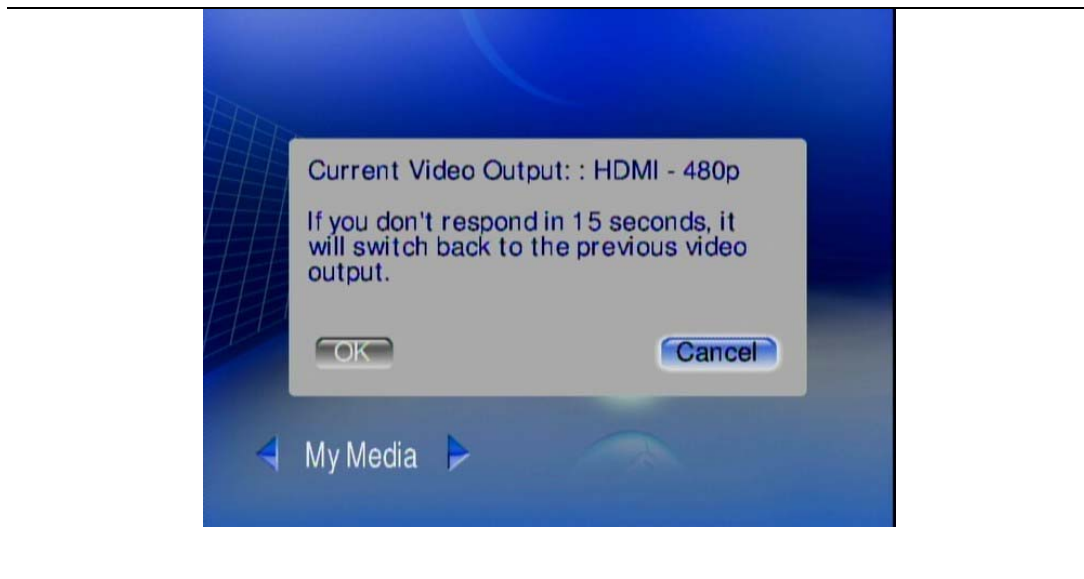 Current Video Output: : HDMI - 480p
If you don't respond in 15 seconds, it
will switch back to the previous video
output.
OK
Cancel
My Media